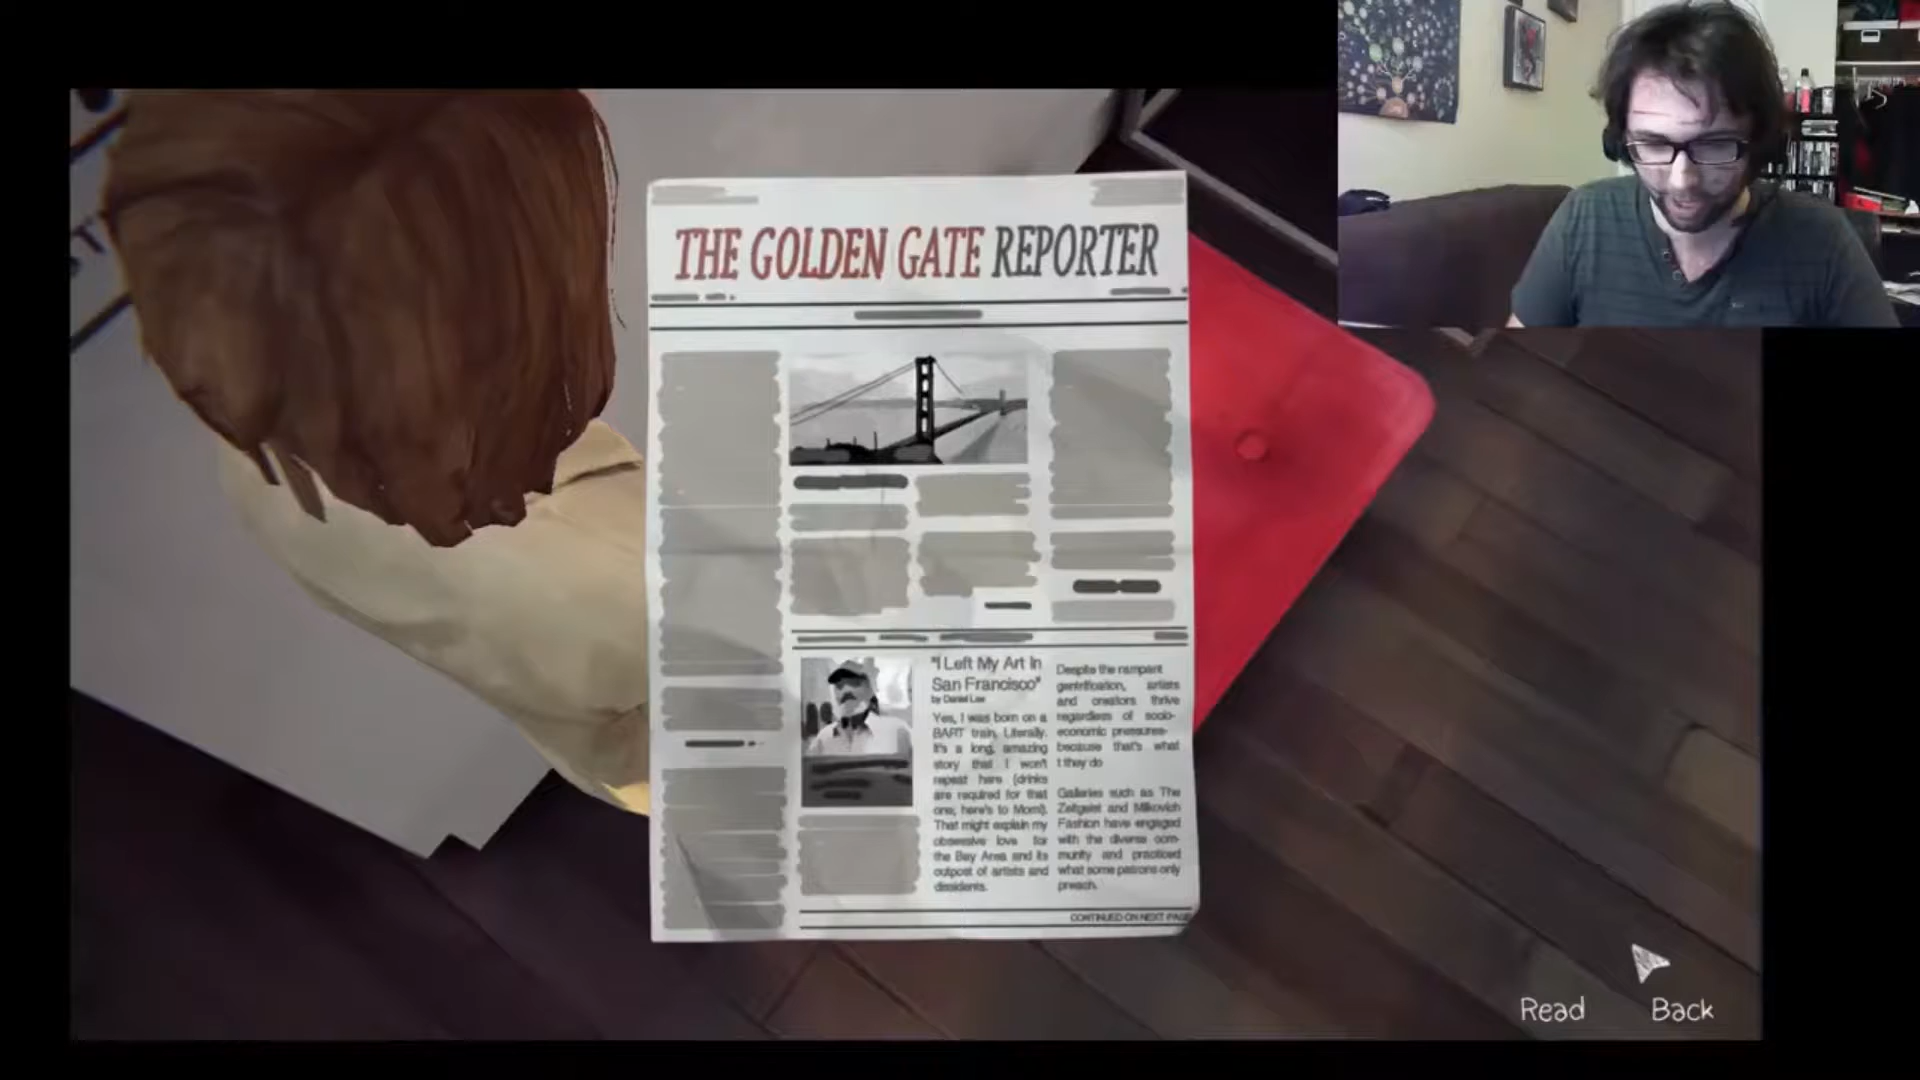 THE GOLDEN GATE REPORTER
"I Left My Art In
San Francisco"
by Daniel Lee
Yes, I was born on a
BART train. Literally.
It's a long, amazing
story that I won't
repeat here (drinks
are required for that
one; here's to Mom!).
That might explain my
obsessive love for
the Bay Area and its
outpost of artists and
dissidents.
Despite the rampant
gentrification, artists
and creators thrive
regardless of socio-
economic pressures-
because that's what
t they do
Galleries such as The
Zeitgeist and Milkovich
Fashion have engaged
with the diverse com-
munity and practiced
what some patrons only
preach.
CONTINUED ON NEXT PAGE
Read
Back